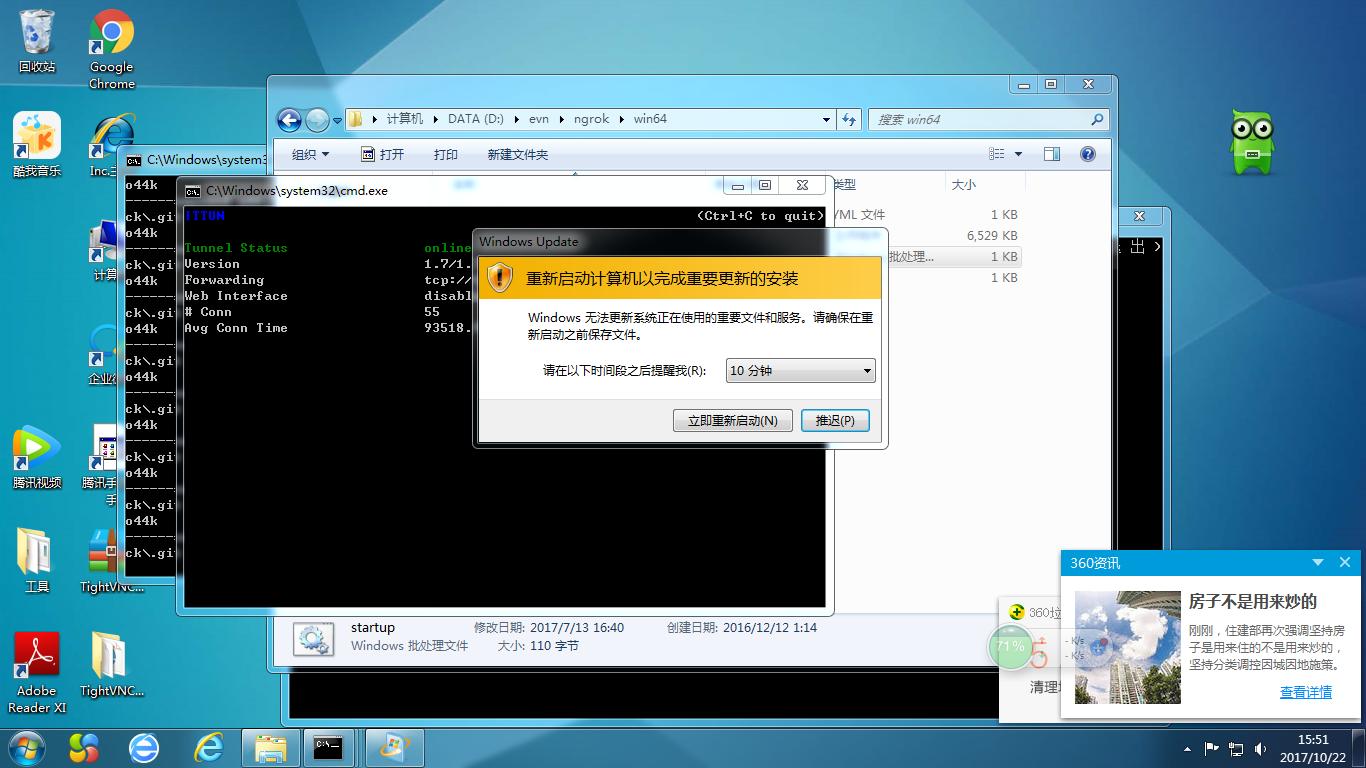 回收站
Google
Chrome
酷我音乐
腾讯视频
工具
TightVNC...
Adobe
Reader XI
TightVNC...
C:\Windows\system3
o44k
ck\.gi
o44k
ck\.gi
o44k
ck\.gi
o44k
ck\.gi
o44k
ck\.gi
o44k
ck\.gi
o44k
ck\.gi
o44k
ck\.gi
计算机
DATA (D:)
evn
ngrok
win64
搜索 win64
组织
打开
打印
新建文件夹
类型
大小
YML 文件
1 KB
6,529 KB
批处理...
1 KB
1 KB
C:\Windows\system32\cmd.exe
ITTUN
(Ctrl+C to quit)
Tunnel Status online
Version 1.7/1.
Forwarding tcp://
Web Interface disabl
# Conn 55
Avg Conn Time 93518.
Windows Update
重新启动计算机以完成重要更新的安装
Windows 无法更新系统正在使用的重要文件和服务。请确保在重
新启动之前保存文件。
请在以下时间段之后提醒我(R):
10 分钟
立即重新启动(N)
推迟(P)
出
startup
修改日期: 2017/7/13 16:40
创建日期: 2016/12/12 1:14
Windows 批处理文件
大小: 110 字节
360资讯
房子不是用来炒的
刚刚，住建部再次强调坚持房
子是用来住的不是用来炒的，
坚持分类调控因城因地施策。
查看详情
71%
- K/s
- K/s
15:51
2017/10/22